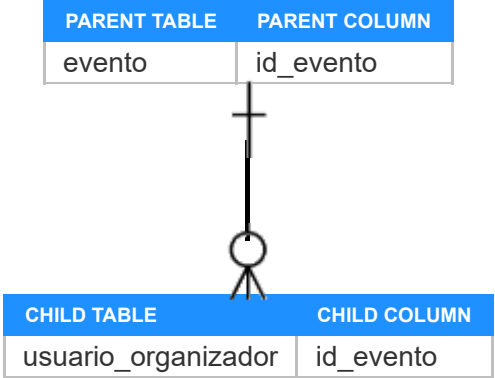 PARENT TABLE PARENT COLUMN
evento id_evento
CHILD TABLE CHILD COLUMN
usuario_organizador id_evento